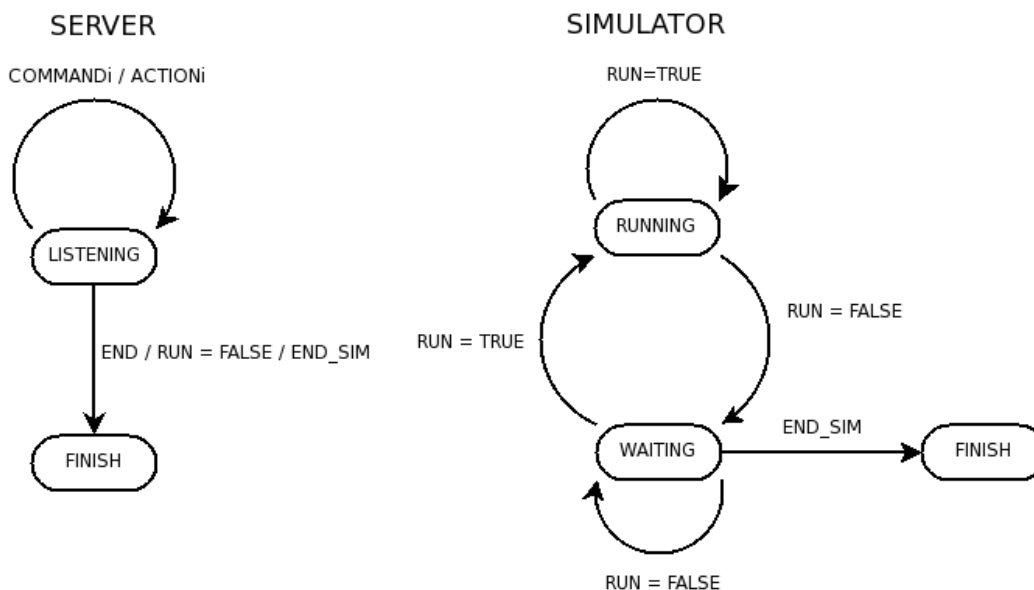 SERVER
COMMANDi / ACTIONi
LISTENING
END / RUN = FALSE / END_SIM
FINISH
SIMULATOR
RUN=TRUE
RUNNING
RUN = FALSE
RUN = TRUE
WAITING
END_SIM
FINISH
RUN = FALSE